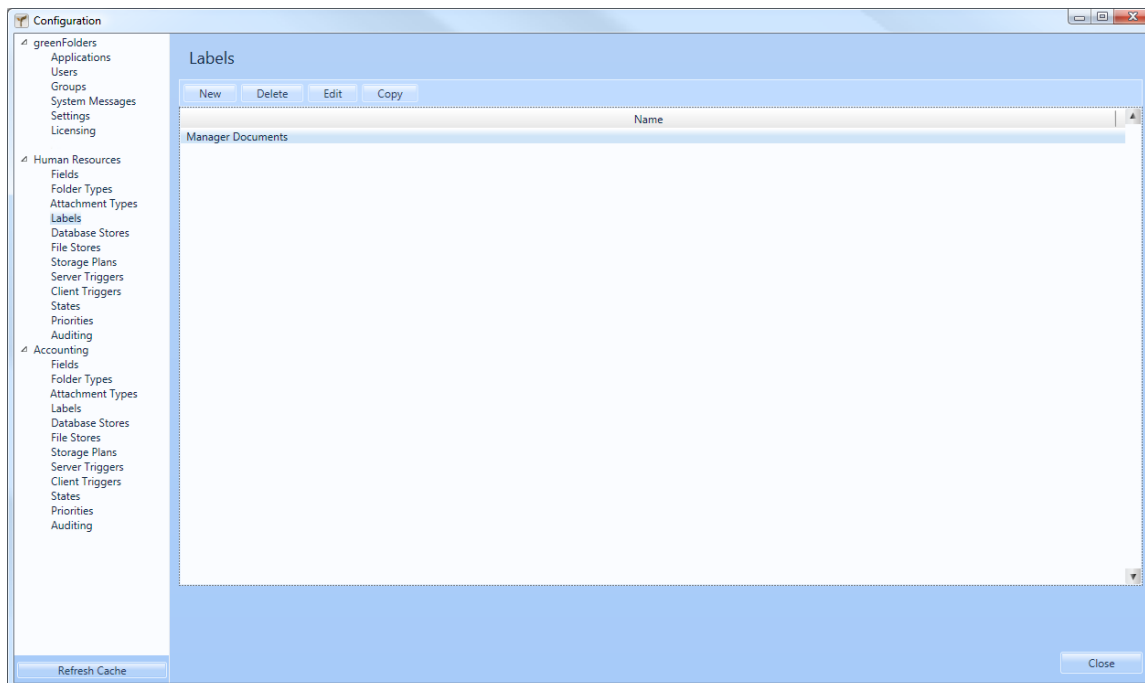 Configuration
greenFolders
Applications
Users
Groups
System Messages
Settings
Licensing
Human Resources
Fields
Folder Types
Attachment Types
Labels
Database Stores
File Stores
Storage Plans
Server Triggers
Client Triggers
States
Priorities
Auditing
Accounting
Fields
Folder Types
Attachment Types
Labels
Database Stores
File Stores
Storage Plans
Server Triggers
Client Triggers
States
Priorities
Auditing
Refresh Cache
Labels
New Delete Edit Copy
Name
Manager Documents
Close